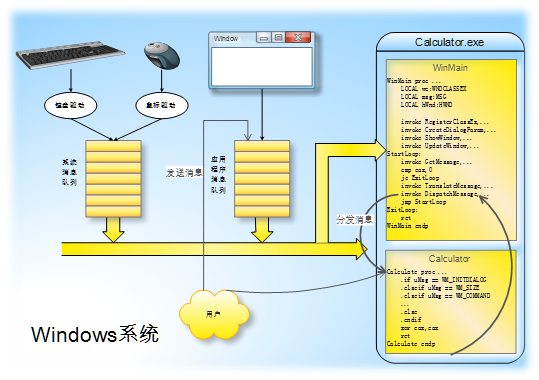 Window
Calculator.exe
键盘驱动
鼠标驱动
系统
消息
队列
应用
程序
消息
队列
发送消息
分发消息
用户
Windows系统
WinMain
WinMain proc ...
LOCAL wc:WNDCLASSEX
LOCAL msg:MSG
LOCAL hWnd:HWND
invoke RegisterClassEx,...
invoke CreateDialogParam,...
invoke ShowWindow,...
invoke UpdateWindow,...
StartLoop:
invoke GetMessage,...
cmp eax,0
je ExitLoop
invoke TranslateMessage,...
invoke DispatchMessage,...
jmp StartLoop
ExitLoop:
ret
WinMain endp
Calculator
Calculate proc ...
.if uMsg == WM_INITDIALOG
.elseif uMsg == WM_SIZE
.elseif uMsg == WM_COMMAND
...
.else
.endif
xor eax,eax
ret
Calculate endp